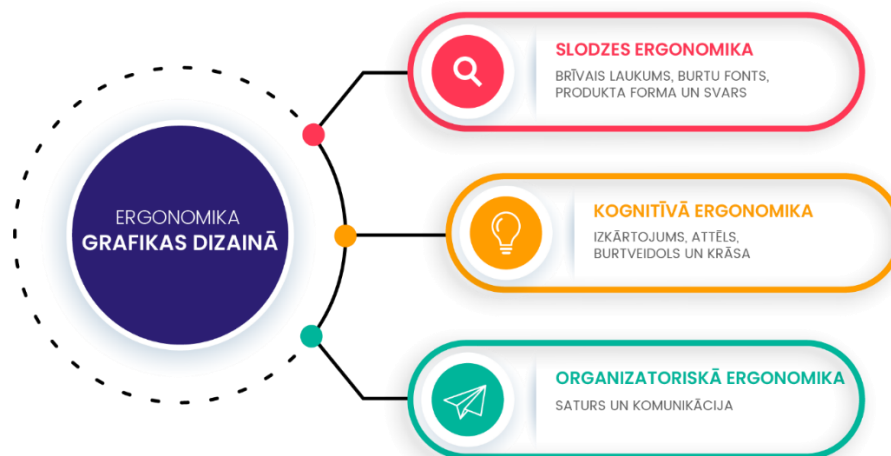 ERGONOMIKA
GRAFIKAS DIZAINĀ
SLODZES ERGONOMIKA
BRĪVAIS LAUKUMS, BURTU FONTS,
PRODUKTA FORMA UN SVARS
KOGNITĪVĀ ERGONOMIKA
IZKĀRTOJUMS, ATTĒLS,
BURTVEIDOLS UN KRĀSA
ORGANIZATORISKĀ ERGONOMIKA
SATURS UN KOMUNIKĀCIJA